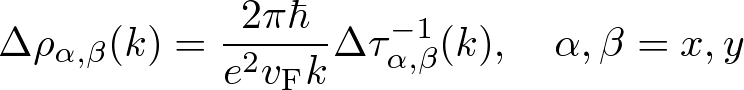 Δρ_{α,β}(k) = \frac{2πℏ}{e^2 v_F k} Δτ^{-1}_{α,β}(k), α, β = x, y